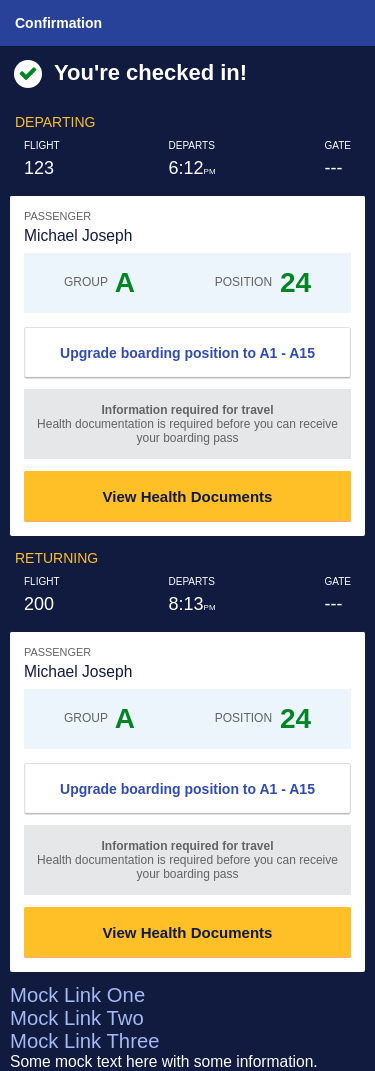 Confirmation
You're checked in!
DEPARTING
FLIGHT DEPARTS GATE
123 6:12PM ---
PASSENGER
Michael Joseph
GROUP A POSITION 24
Upgrade boarding position to A1 - A15
Information required for travel
Health documentation is required before you can receive
your boarding pass
View Health Documents
RETURNING
FLIGHT DEPARTS GATE
200 8:13PM ---
PASSENGER
Michael Joseph
GROUP A POSITION 24
Upgrade boarding position to A1 - A15
Information required for travel
Health documentation is required before you can receive
your boarding pass
View Health Documents
Mock Link One
Mock Link Two
Mock Link Three
Some mock text here with some information.